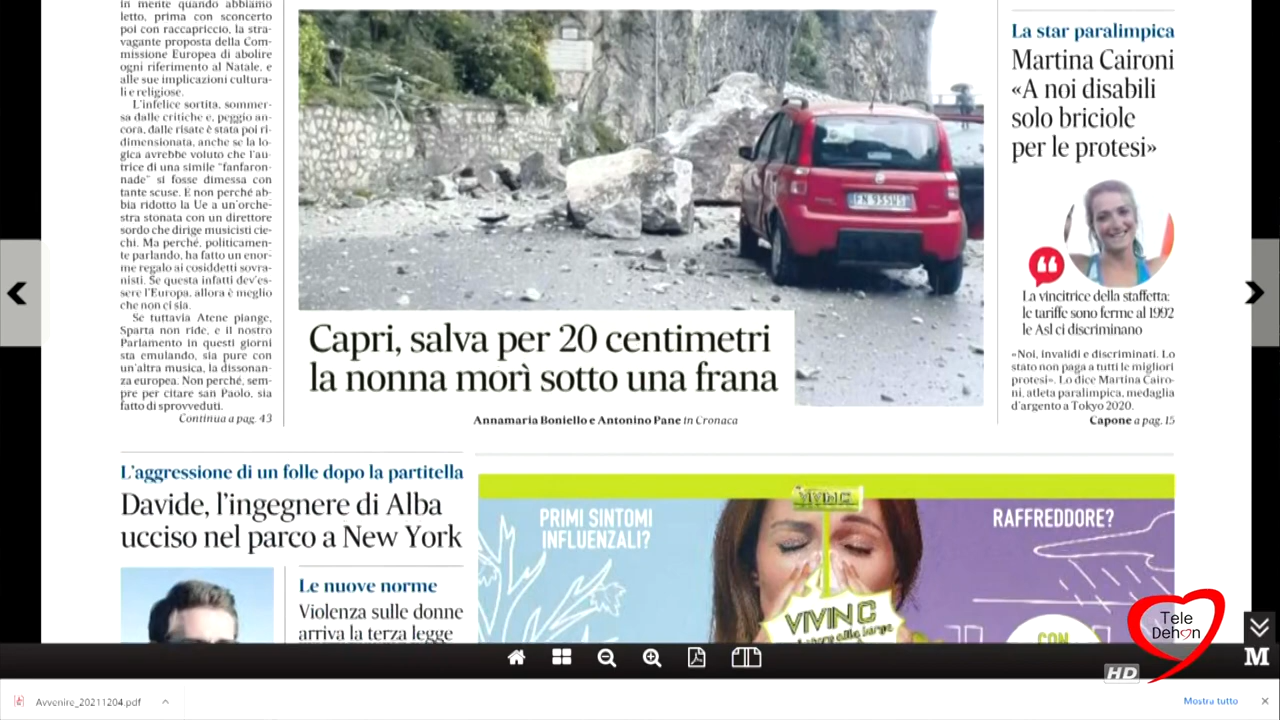 in mente quando abbiamo
letto, prima con sconcerto
poi con raccapriccio, la stra-
vagante proposta della Com-
missione Europea di abolire
ogni riferimento al Natale, e
alle sue implicazioni cultura-
li e religiose.
L'infelice sortita, sommer-
sa dalle critiche e, peggio an-
cora, dalle risate è stata poi ri-
dimensionata, anche se la lo-
gica avrebbe voluto che l'au-
trice di una simile "fanfaron-
nade" si fosse dimessa con
tante scuse. E non perché ab-
bia ridotto la Ue a un'orche-
stra stonata con un direttore
sordo che dirige musicisti cie-
chi. Ma perché, politicamen-
te parlando, ha fatto un enor-
me regalo ai cosiddetti sovra-
nisti. Se questa infatti dev'es-
sere l'Europa, allora è meglio
che non ci sia.
Se tuttavia Atene piange,
Sparta non ride, e il nostro
Parlamento in questi giorni
sta emulando, sia pure con
un'altra musica, la dissonan-
za europea. Non perché, sem-
pre per citare san Paolo, sia
fatto di sprovveduti.
Continua a pag. 43
FN 935US
Capri, salva per 20 centimetri
la nonna morì sotto una frana
Annamaria Boniello e Antonino Pane in Cronaca
La star paralimpica
Martina Caironi
«A noi disabili
solo briciole
per le protesi»
La vincitrice della staffetta:
le tariffe sono ferme al 1992
le Asl ci discriminano
«Noi, invalidi e discriminati. Lo
stato non paga a tutti le migliori
protesi». Lo dice Martina Cairo-
ni, atleta paralimpica, medaglia
d'argento a Tokyo 2020.
Capone a pag. 15
L'aggressione di un folle dopo la partitella
Davide, l'ingegnere di Alba
ucciso nel parco a New York
Le nuove norme
Violenza sulle donne
arriva la terza legge
VIVIN C
PRIMI SINTOMI
INFLUENZALI?
RAFFREDDORE?
VIVIN C
CON
Tele
Dehon
HD
M
Avvenire_20211204.pdf
Mostra tutto